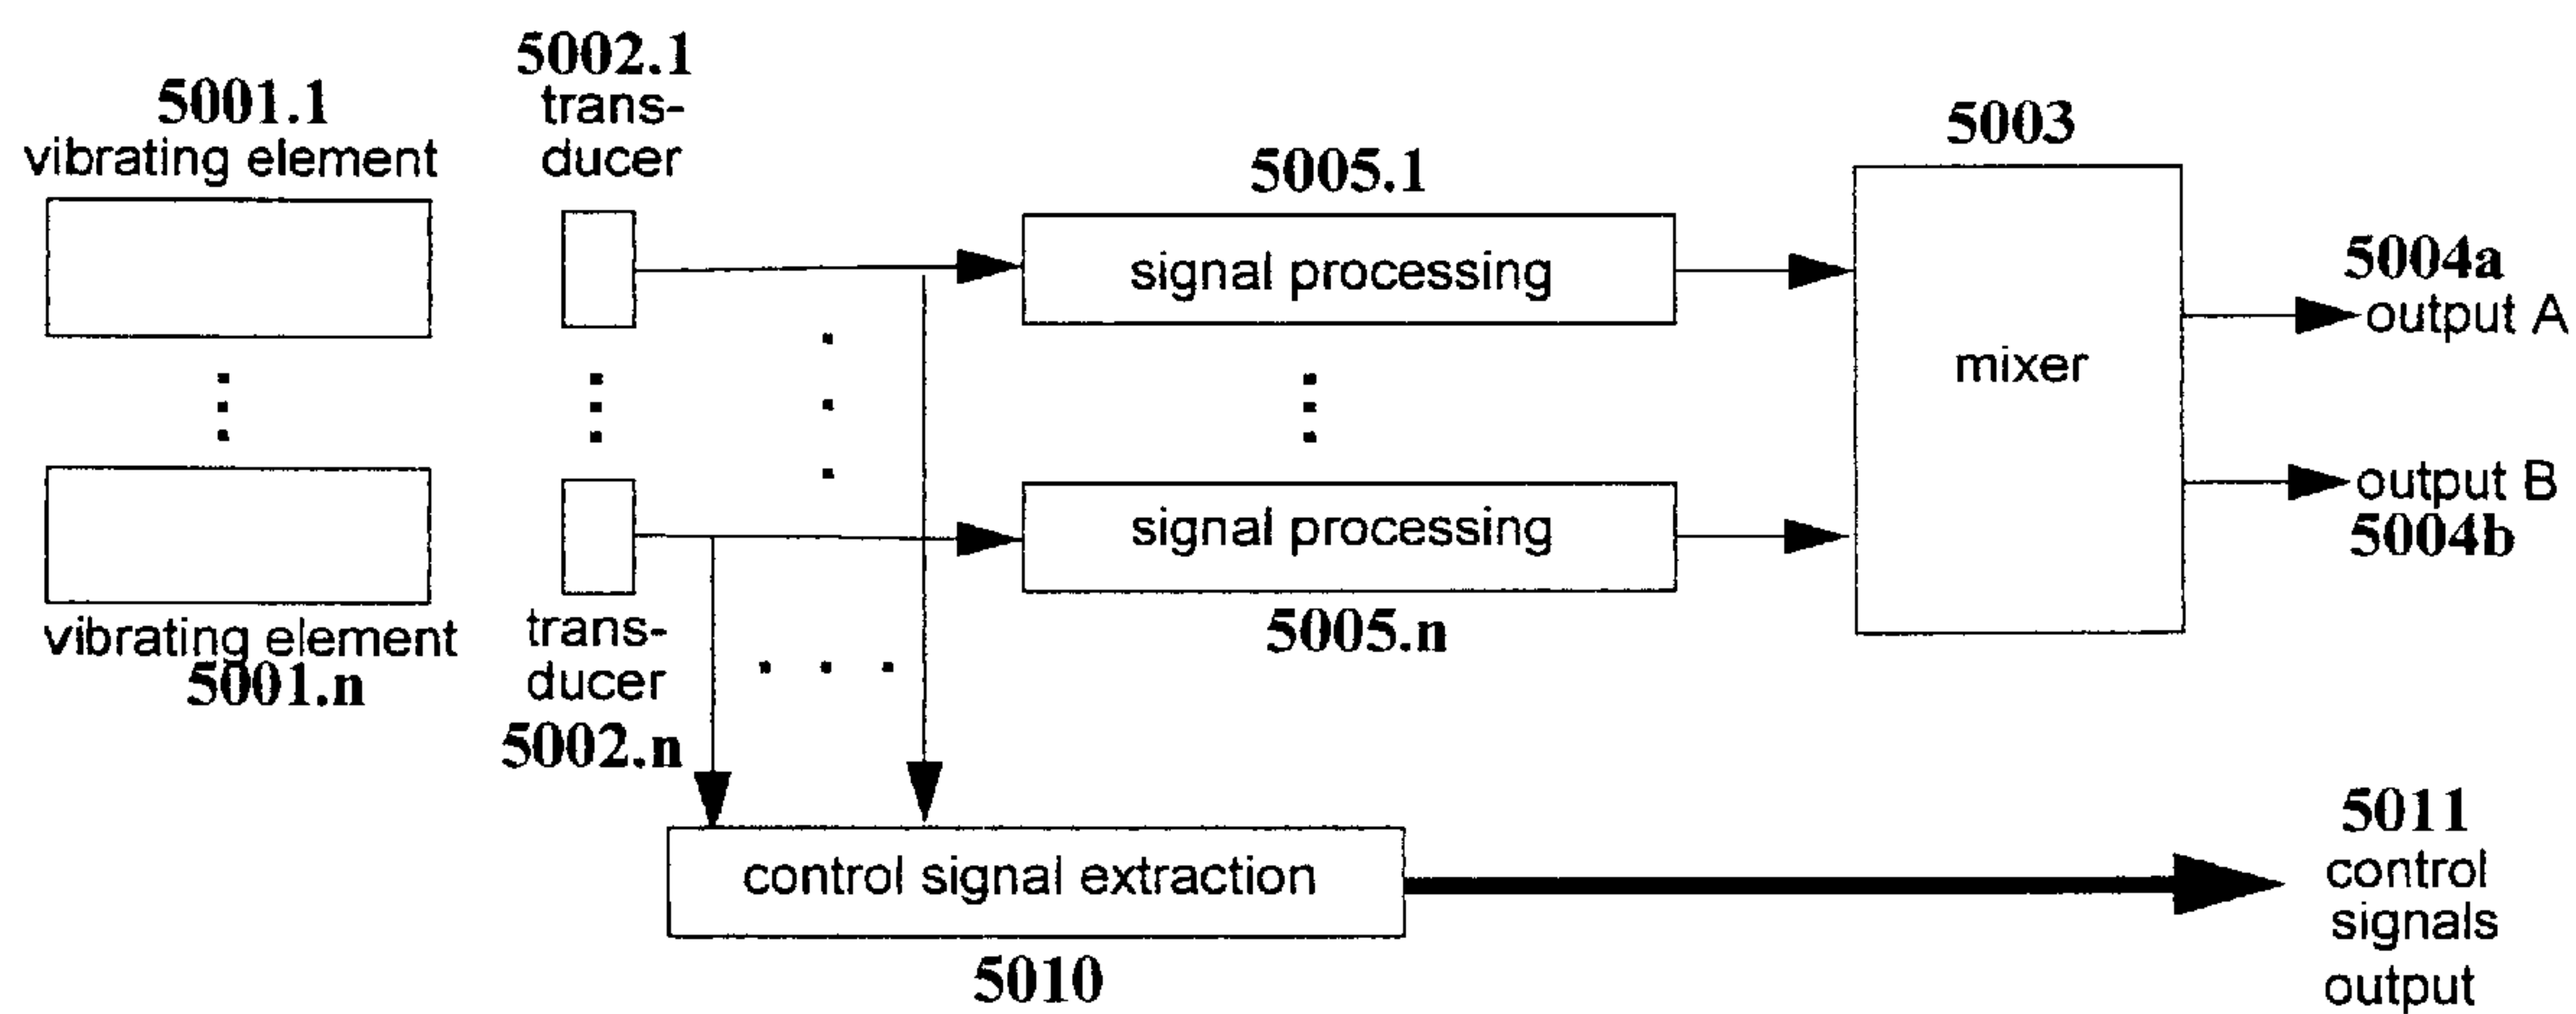 5001.1
vibrating element
5002.1
trans-
ducer
5005.1
signal processing
5003
mixer
5004a
output A
output B
5004b
vibrating element
5001.n
trans-
ducer
5002.n
signal processing
5005.n
control signal extraction
5010
5011
control
signals
output